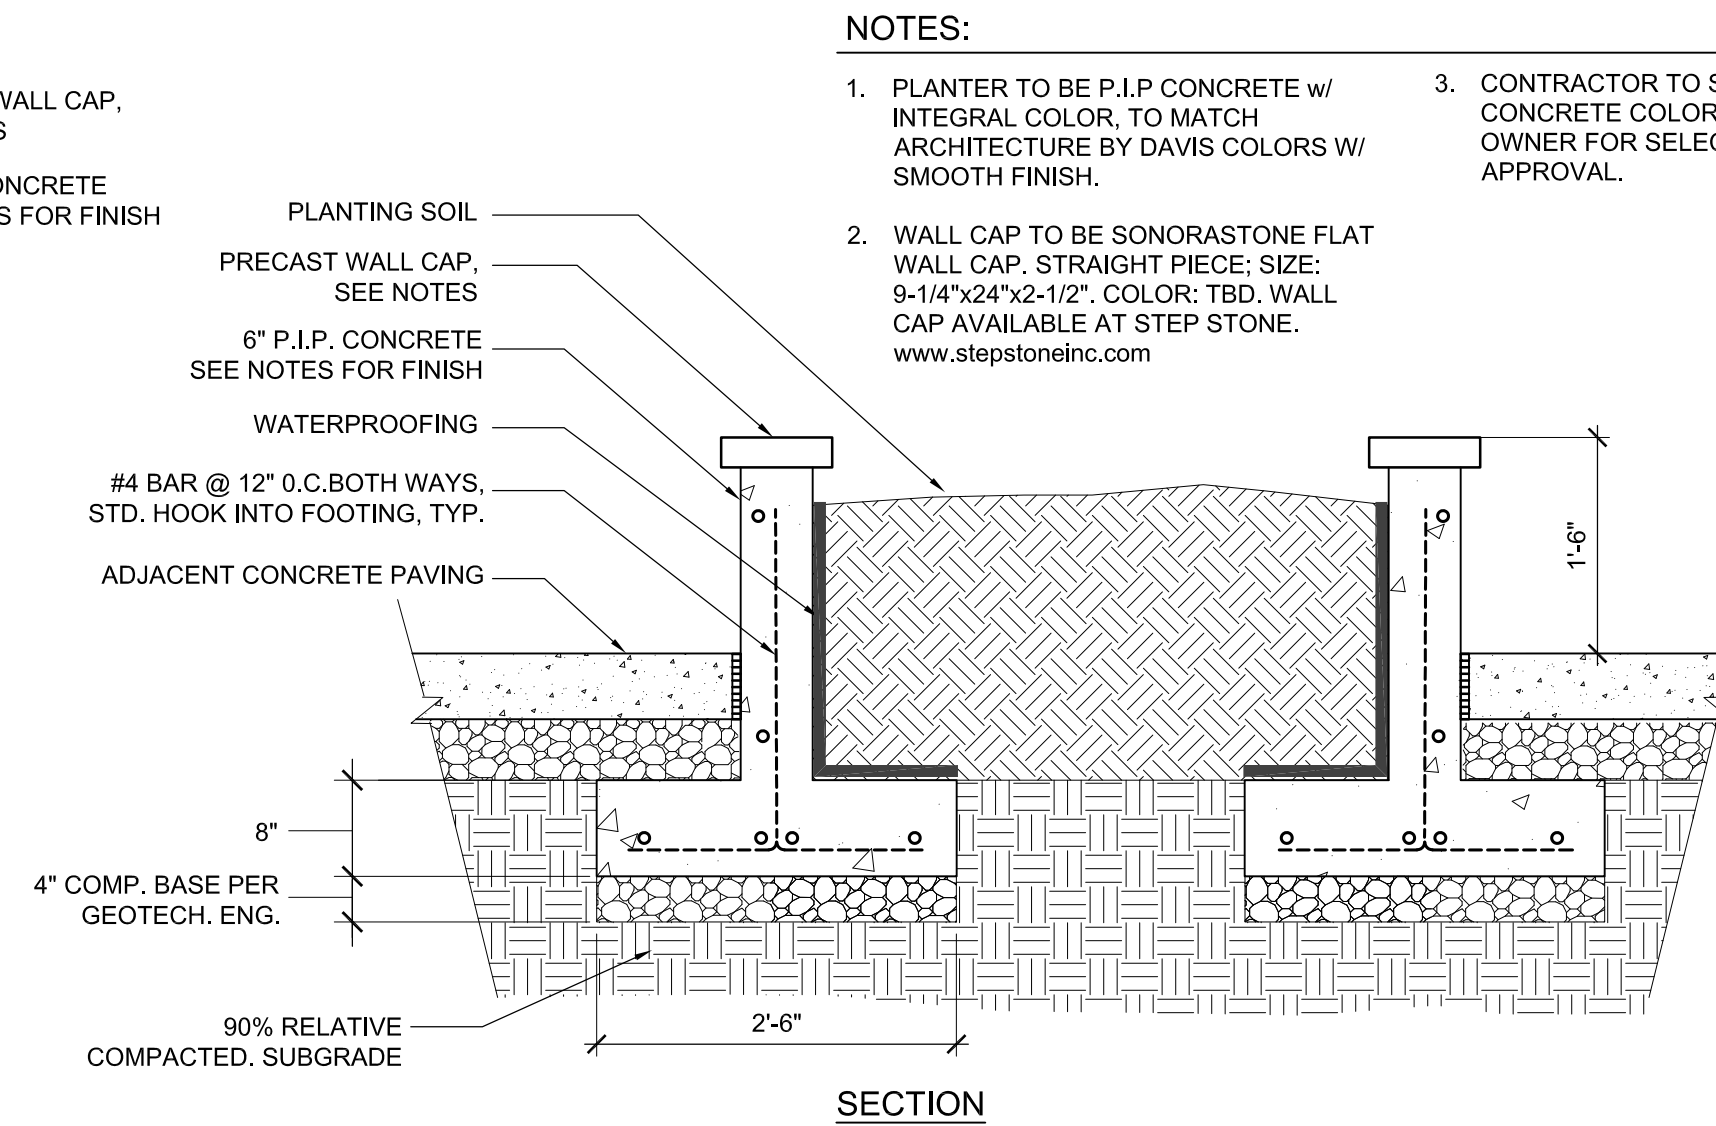 NOTES:
1. PLANTER TO BE P.I.P CONCRETE w/
INTEGRAL COLOR, TO MATCH
ARCHITECTURE BY DAVIS COLORS W/
SMOOTH FINISH.
2. WALL CAP TO BE SONORASTONE FLAT
WALL CAP. STRAIGHT PIECE; SIZE:
9-1/4"x24"x2-1/2". COLOR: TBD. WALL
CAP AVAILABLE AT STEP STONE.
www.stepstoneinc.com
3. CONTRACTOR TO S
CONCRETE COLOR
OWNER FOR SELEC
APPROVAL.
WALL CAP,
S
ONCRETE
S FOR FINISH
PLANTING SOIL
PRECAST WALL CAP,
SEE NOTES
6" P.I.P. CONCRETE
SEE NOTES FOR FINISH
WATERPROOFING
#4 BAR @ 12" 0.C.BOTH WAYS,
STD. HOOK INTO FOOTING, TYP.
ADJACENT CONCRETE PAVING
1'-6"
8"
4" COMP. BASE PER
GEOTECH. ENG.
90% RELATIVE
COMPACTED. SUBGRADE
2'-6"
SECTION